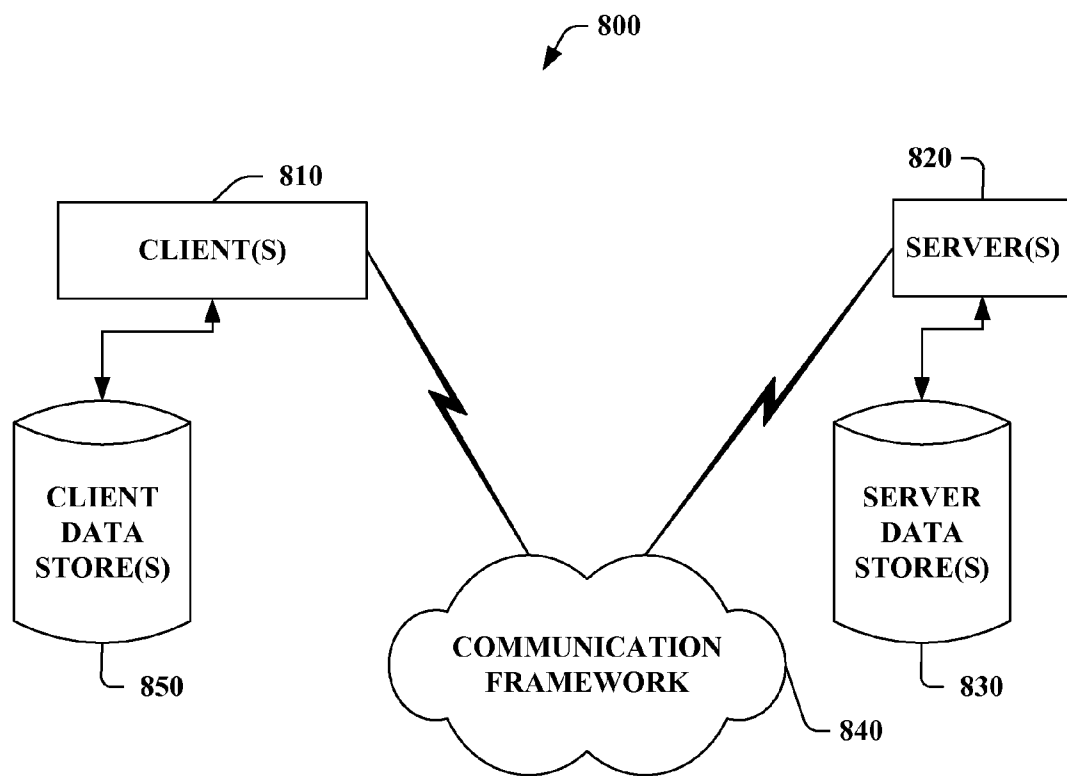 800
810
820
CLIENT(S)
SERVER(S)
CLIENT
DATA
STORE(S)
SERVER
DATA
STORE(S)
COMMUNICATION
FRAMEWORK
850
830
840